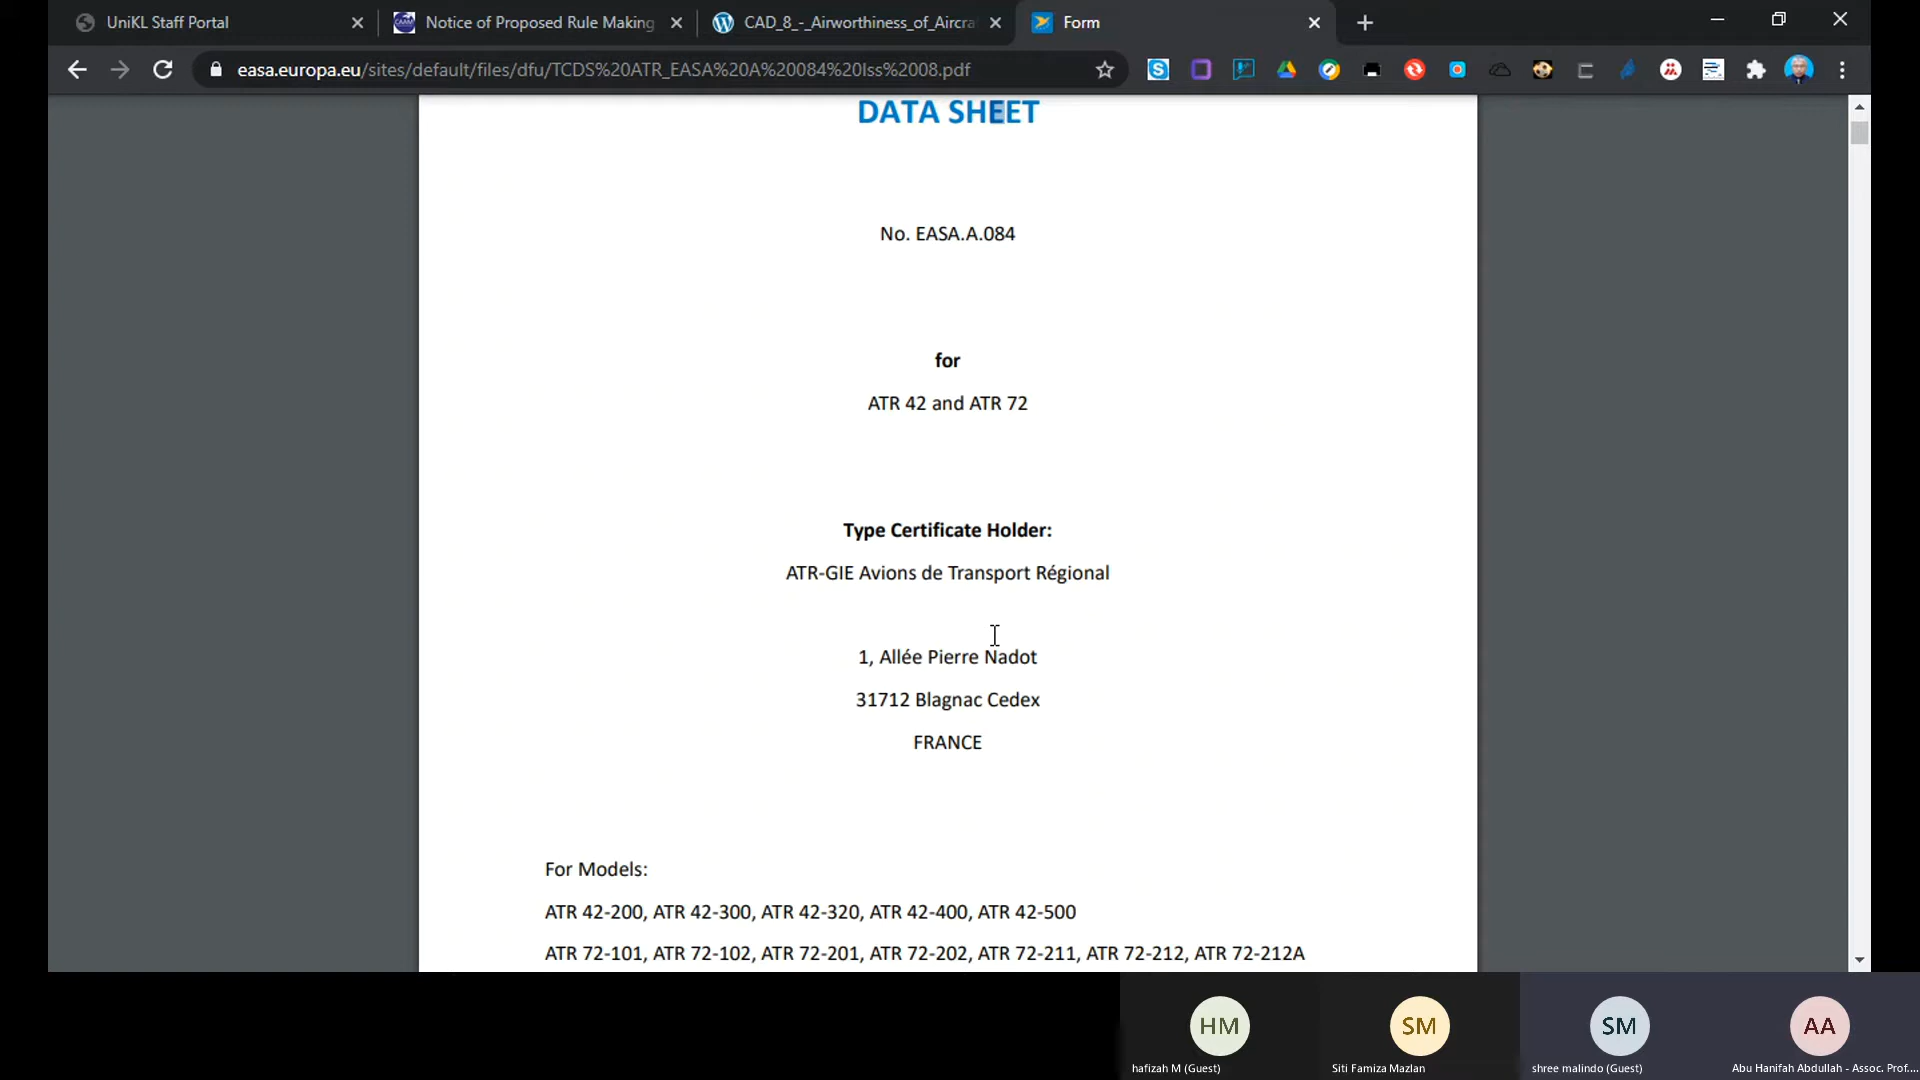 UniKL Staff Portal
Notice of Proposed Rule Making
CAD_8_-_Airworthiness_of_Aircra
Form
easa.europa.eu/sites/default/files/dfu/TCDS%20ATR_EASA%20A%20084%20Iss%2008.pdf
DATA SHEET
No. EASA.A.084
for
ATR 42 and ATR 72
Type Certificate Holder:
ATR-GIE Avions de Transport Régional
1, Allée Pierre Nadot
31712 Blagnac Cedex
FRANCE
For Models:
ATR 42-200, ATR 42-300, ATR 42-320, ATR 42-400, ATR 42-500
ATR 72-101, ATR 72-102, ATR 72-201, ATR 72-202, ATR 72-211, ATR 72-212, ATR 72-212A
HM
SM
SM
AA
hafizah M (Guest)
Siti Famiza Mazlan
shree malindo (Guest)
Abu Hanifah Abdullah - Assoc. Prof....